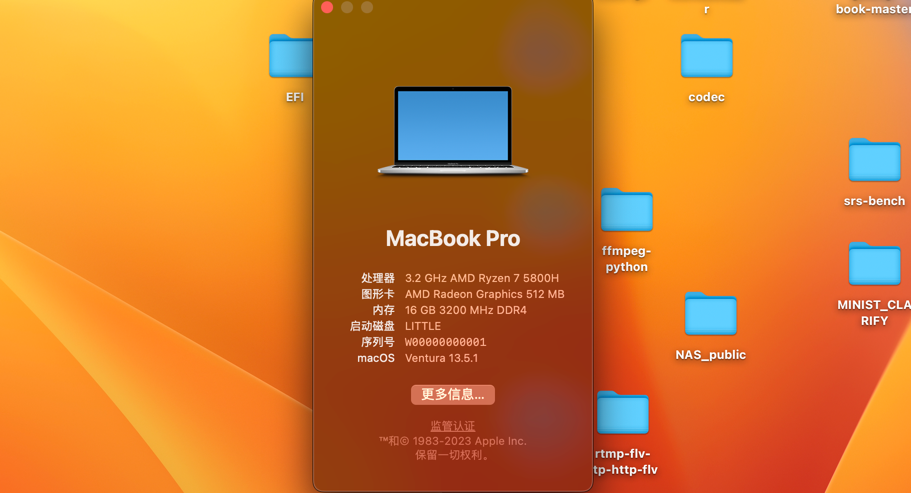 r
book-master
EFI
codec
srs-bench
MacBook Pro
ffmpeg-
python
处理器 3.2 GHz AMD Ryzen 7 5800H
图形卡 AMD Radeon Graphics 512 MB
内存 16 GB 3200 MHz DDR4
启动磁盘 LITTLE
序列号 W00000000001
macOS Ventura 13.5.1
MINIST_CLA
RIFY
NAS_public
更多信息...
监管认证
™和© 1983-2023 Apple Inc.
保留一切权利。
rtmp-flv-
tp-http-flv